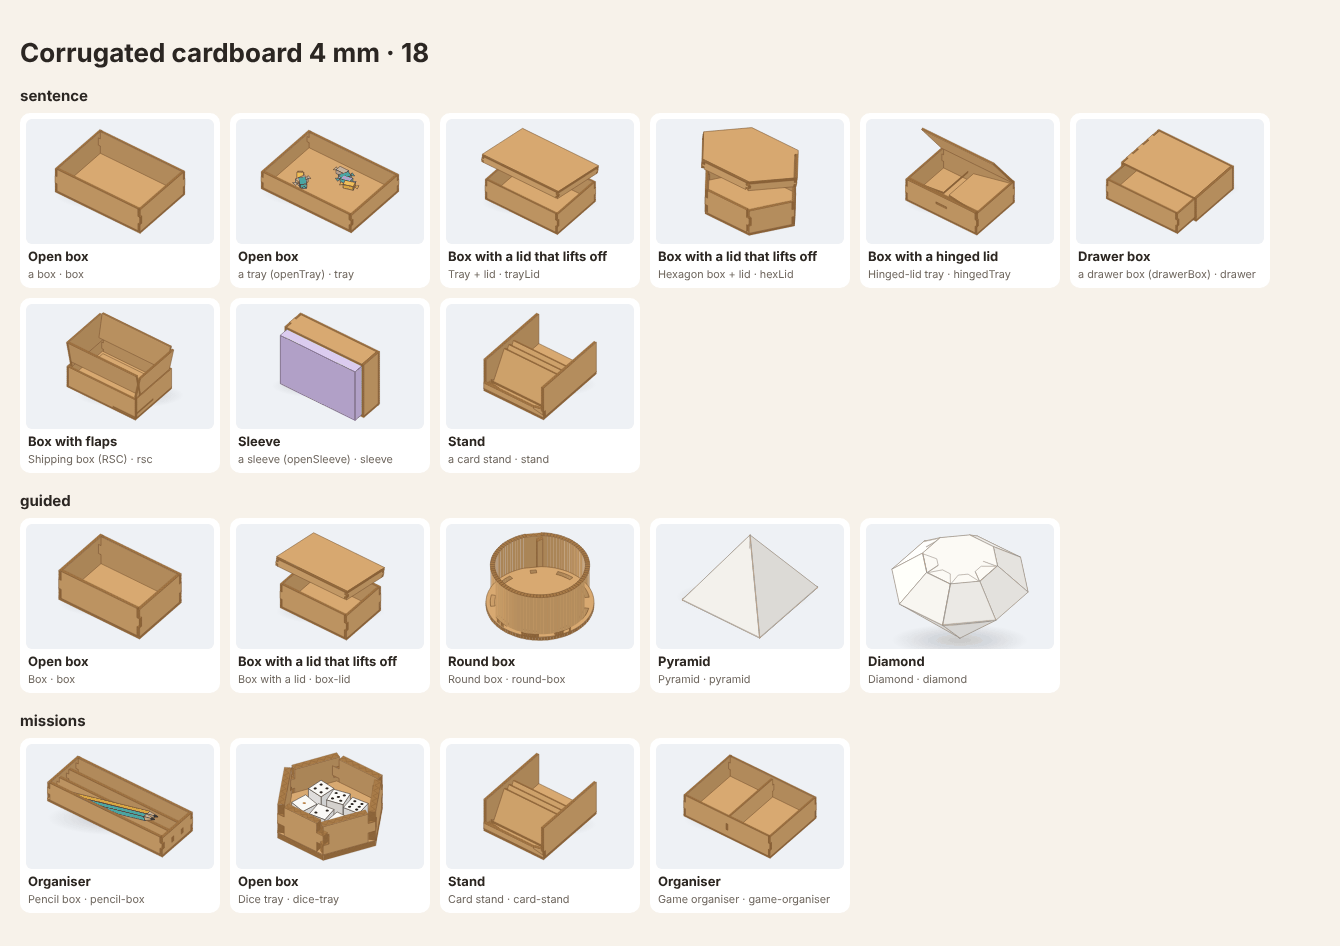 Corrugated cardboard 4 mm · 18
sentence
Open box
a box · box
Open box
a tray (openTray) · tray
Box with a lid that lifts off
Tray + lid · trayLid
Box with a lid that lifts off
Hexagon box + lid · hexLid
Box with a hinged lid
Hinged-lid tray · hingedTray
Drawer box
a drawer box (drawerBox) · drawer
Box with flaps
Shipping box (RSC) · rsc
Sleeve
a sleeve (openSleeve) · sleeve
Stand
a card stand · stand
guided
Open box
Box · box
Box with a lid that lifts off
Box with a lid · box-lid
Round box
Round box · round-box
Pyramid
Pyramid · pyramid
Diamond
Diamond · diamond
missions
Organiser
Pencil box · pencil-box
Open box
Dice tray · dice-tray
Stand
Card stand · card-stand
Organiser
Game organiser · game-organiser